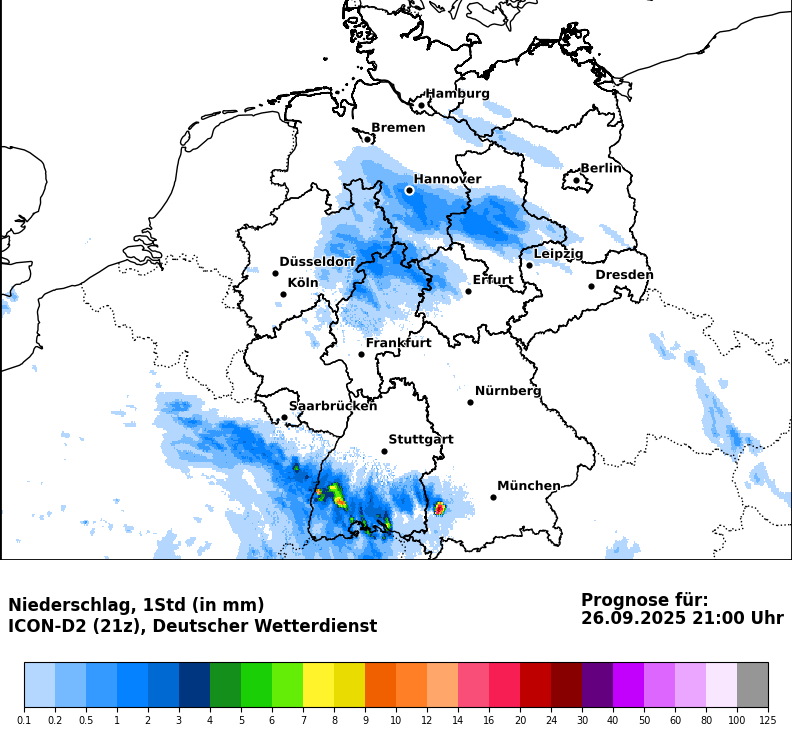 Hamburg
Bremen
Berlin
Hannover
Düsseldorf
Leipzig
Köln
Erfurt
Dresden
Frankfurt
Nürnberg
Saarbrücken
Stuttgart
München
Niederschlag, 1Std (in mm)
ICON-D2 (21z), Deutscher Wetterdienst
Prognose für:
26.09.2025 21:00 Uhr
0.1 0.2 0.5 1 2 3 4 5 6 7 8 9 10 12 14 16 20 24 30 40 50 60 80 100 125